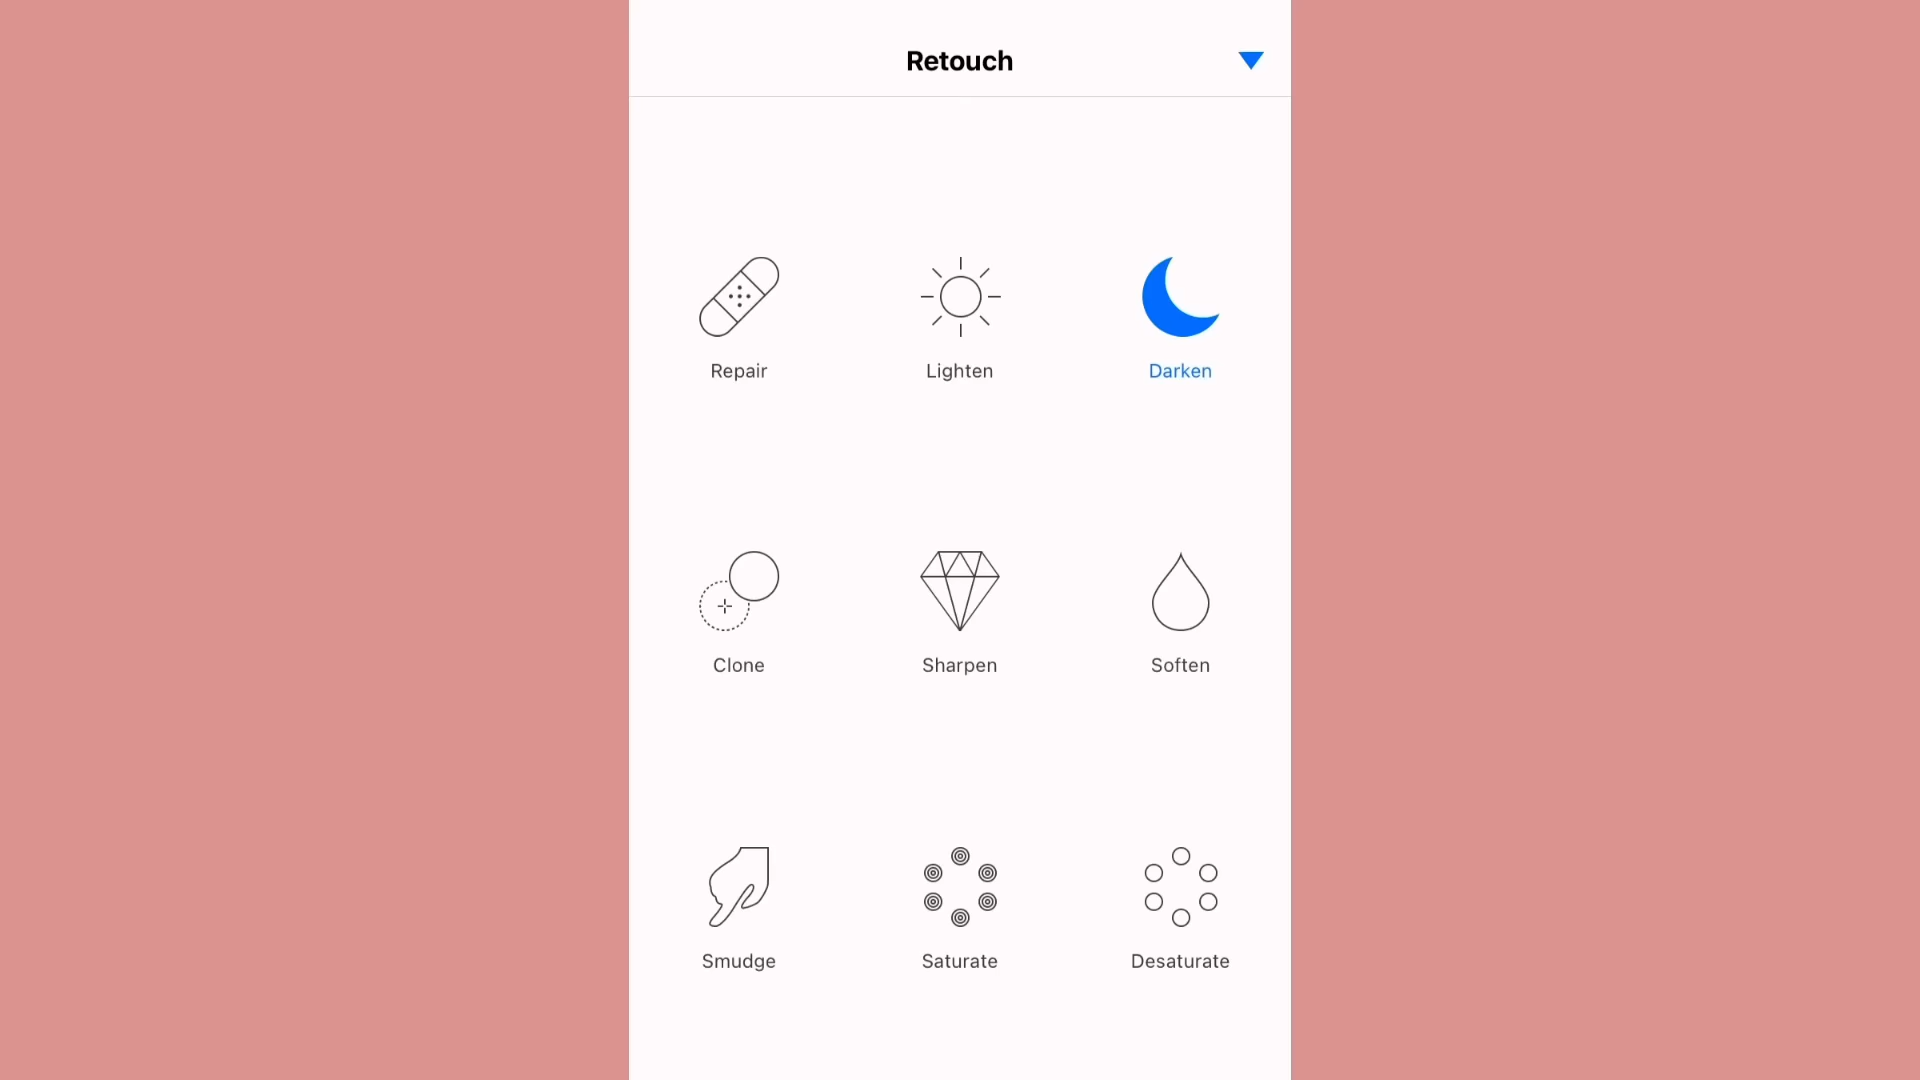 Retouch
Repair
Lighten
Darken
Clone
Sharpen
Soften
Smudge
Saturate
Desaturate